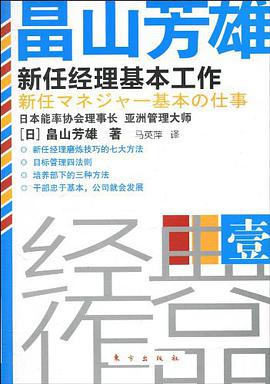 畠山芳雄
新任经理基本工作
新任マネジャー基本の仕事
日本能率协会理事长 亚洲管理大师
[日] 畠山芳雄 著 马英萍 译
新任经理磨炼技巧的七大方法
目标管理四法则
培养部下的三种方法
干部忠于基本，公司就会发展
壹
经典
作品
东方出版社